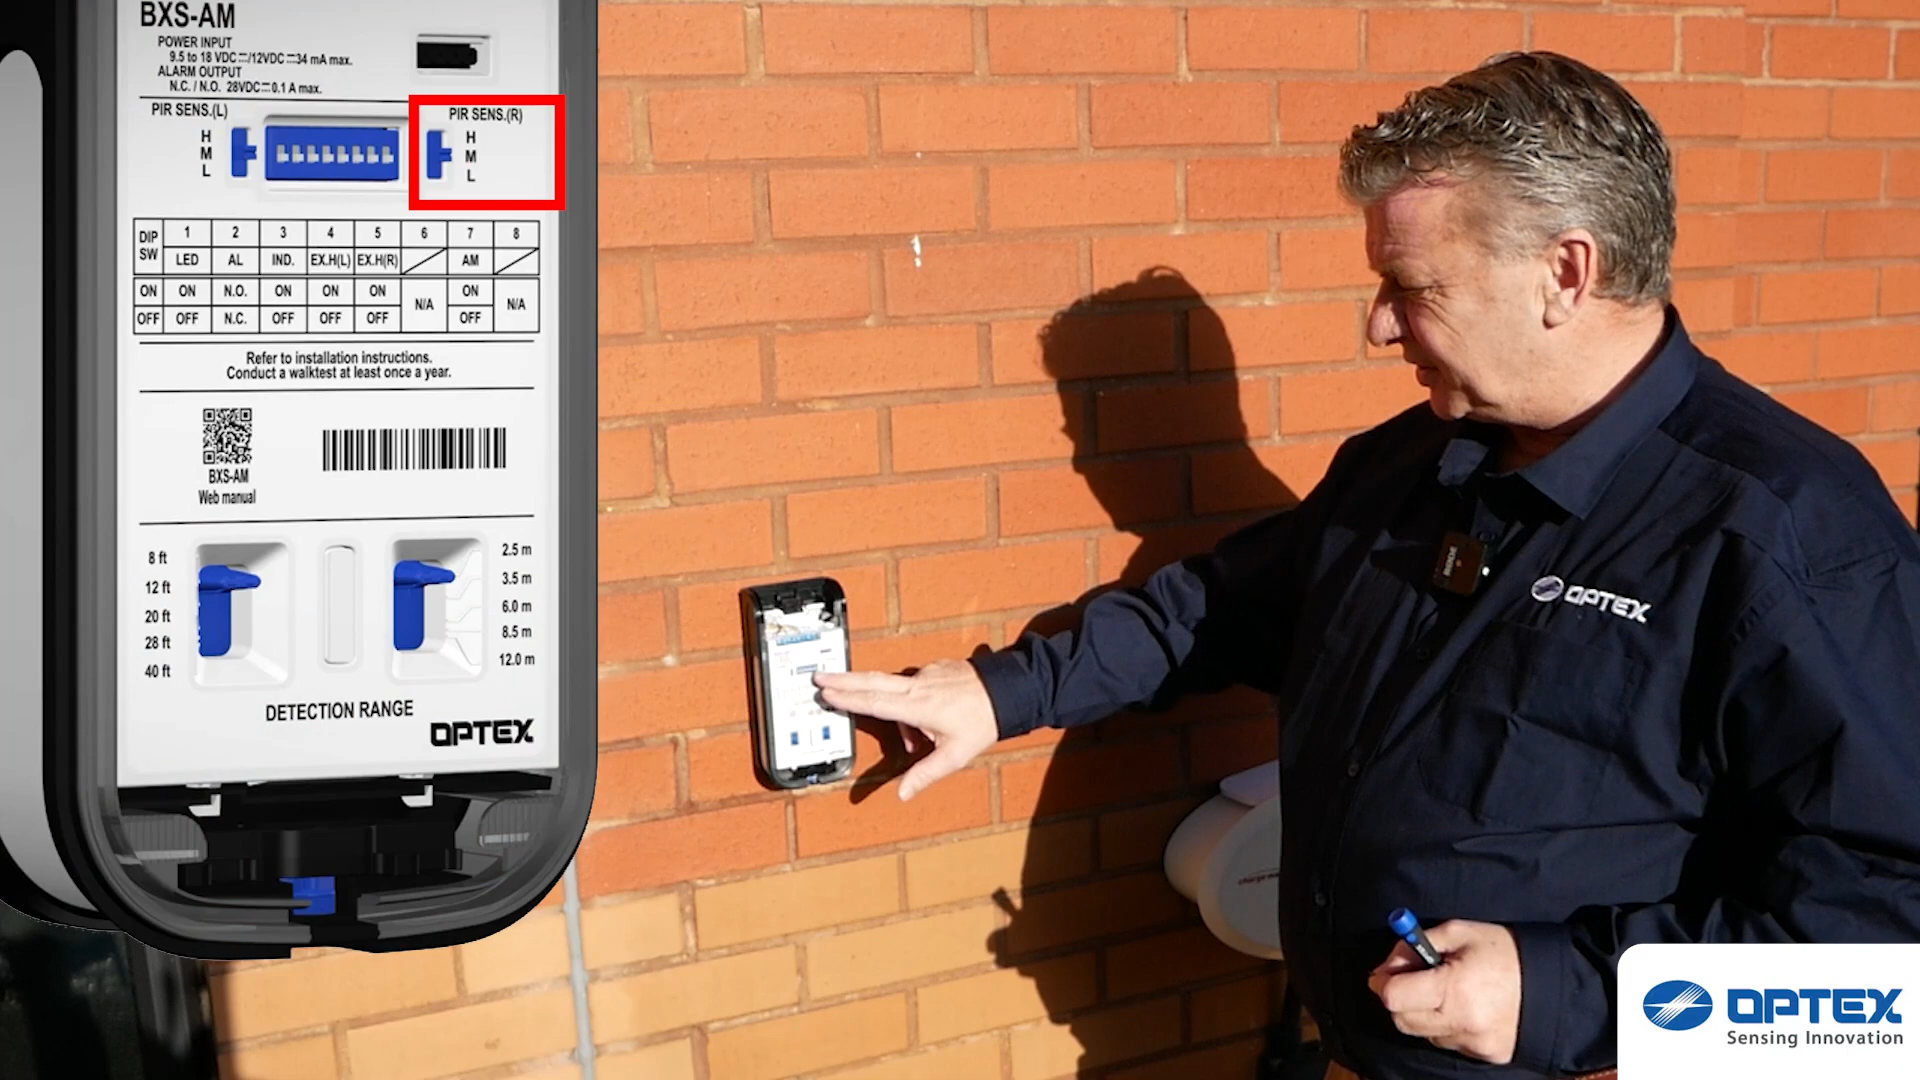 BXS-AM
POWER INPUT
9.5 to 18 VDC⎓/12VDC⎓34 mA max.
ALARM OUTPUT
N.C. / N.O. 28VDC⎓0.1 A max.
PIR SENS.(L)
H
M
L
PIR SENS.(R)
H
M
L
DIP SW 1 2 3 4 5 6 7 8
LED AL IND. EX.H(L) EX.H(R) AM
ON ON N.O. ON ON ON N/A ON N/A
OFF OFF N.C. OFF OFF OFF OFF
Refer to installation instructions.
Conduct a walktest at least once a year.
BXS-AM
Web manual
8 ft
12 ft
20 ft
28 ft
40 ft
2.5 m
3.5 m
6.0 m
8.5 m
12.0 m
DETECTION RANGE
OPTEX
RODE
OPTEX
OPTEX
Sensing Innovation